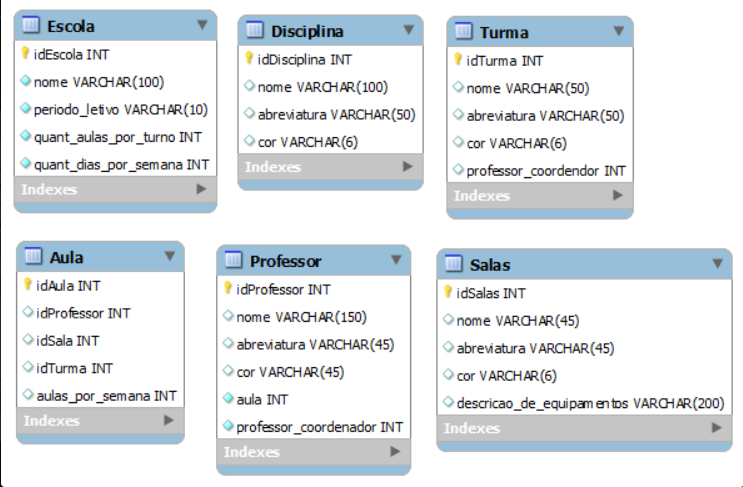 Escola
idEscola INT
nome VARCHAR(100)
periodo_letivo VARCHAR(10)
quant_aulas_por_turno INT
quant_dias_por_semana INT
Indexes
Disciplina
idDisciplina INT
nome VARCHAR(100)
abreviatura VARCHAR(50)
cor VARCHAR(6)
Indexes
Turma
idTurma INT
nome VARCHAR(50)
abreviatura VARCHAR(50)
cor VARCHAR(6)
professor_coordendor INT
Indexes
Aula
idAula INT
idProfessor INT
idSala INT
idTurma INT
aulas_por_semana INT
Indexes
Professor
idProfessor INT
nome VARCHAR(150)
abreviatura VARCHAR(45)
cor VARCHAR(45)
aula INT
professor_coordenador INT
Indexes
Salas
idSalas INT
nome VARCHAR(45)
abreviatura VARCHAR(45)
cor VARCHAR(6)
descricao_de_equipamentos VARCHAR(200)
Indexes